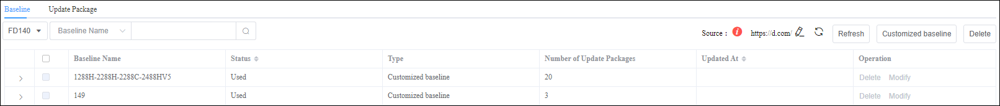 Baseline Update Package
FD140 Baseline Name Source : https://d.com/ Refresh Customized baseline Delete
Baseline Name Status Type Number of Update Packages Updated At Operation
1288H-2288H-2288C-2488HV5 Used Customized baseline 20 Delete Modify
149 Used Customized baseline 3 Delete Modify